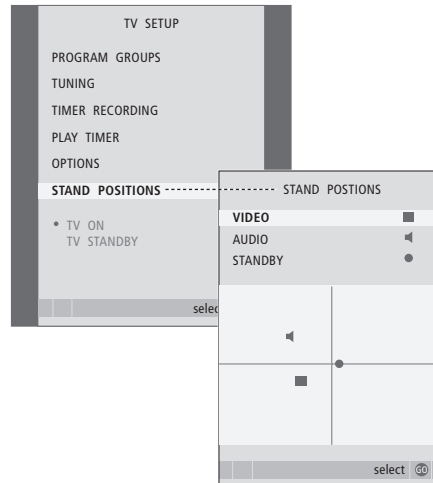 TV SETUP
PROGRAM GROUPS
TUNING
TIMER RECORDING
PLAY TIMER
OPTIONS
STAND POSITIONS
TV ON
TV STANDBY
selec
STAND POSTIONS
VIDEO
AUDIO
STANDBY
select GO